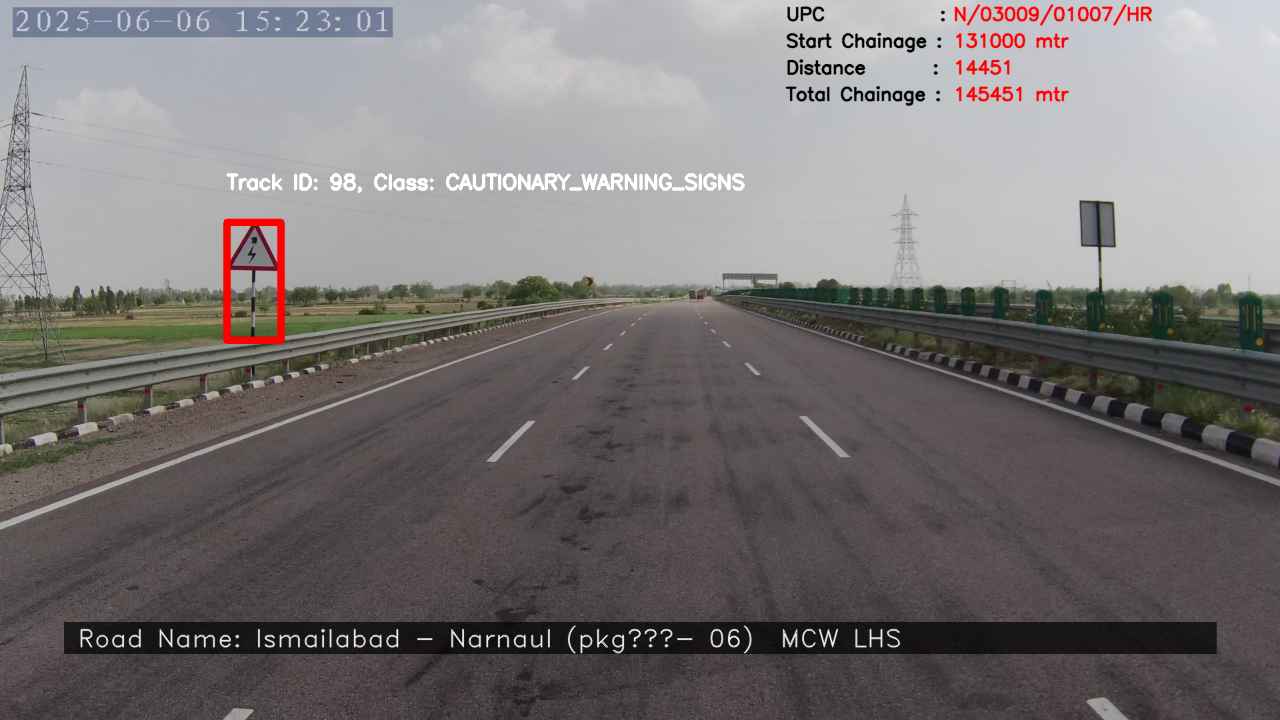 2025-06-06 15:23:01
UPC : N/03009/01007/HR
Start Chainage : 131000 mtr
Distance : 14451
Total Chainage : 145451 mtr
Track ID: 98, Class: CAUTIONARY_WARNING_SIGNS
Road Name: Ismailabad - Narnaul (pkg???- 06) MCW LHS